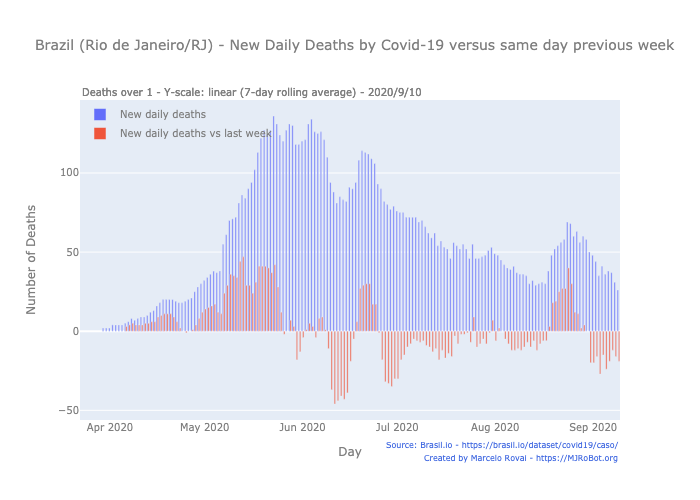 Brazil (Rio de Janeiro/RJ) - New Daily Deaths by Covid-19 versus same day previous week
Deaths over 1 - Y-scale: linear (7-day rolling average) - 2020/9/10
New daily deaths
New daily deaths vs last week
100
50
0
−50
Number of Deaths
Apr 2020
May 2020
Jun 2020
Jul 2020
Aug 2020
Sep 2020
Day
Source: Brasil.io - https://brasil.io/dataset/covid19/caso/
Created by Marcelo Rovai - https://MJRoBot.org